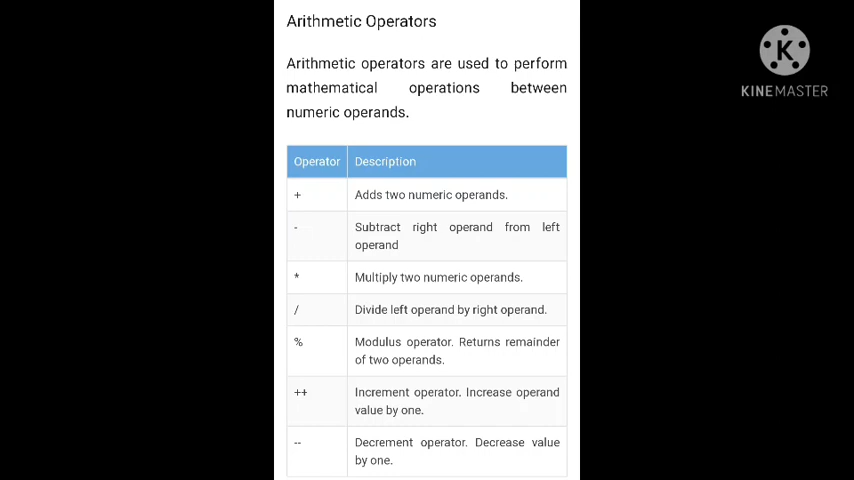 Arithmetic Operators
Arithmetic operators are used to perform
mathematical operations between
numeric operands.
Operator Description
+ Adds two numeric operands.
- Subtract right operand from left
operand
* Multiply two numeric operands.
/ Divide left operand by right operand.
% Modulus operator. Returns remainder
of two operands.
++ Increment operator. Increase operand
value by one.
-- Decrement operator. Decrease value
by one.
K
KINEMASTER